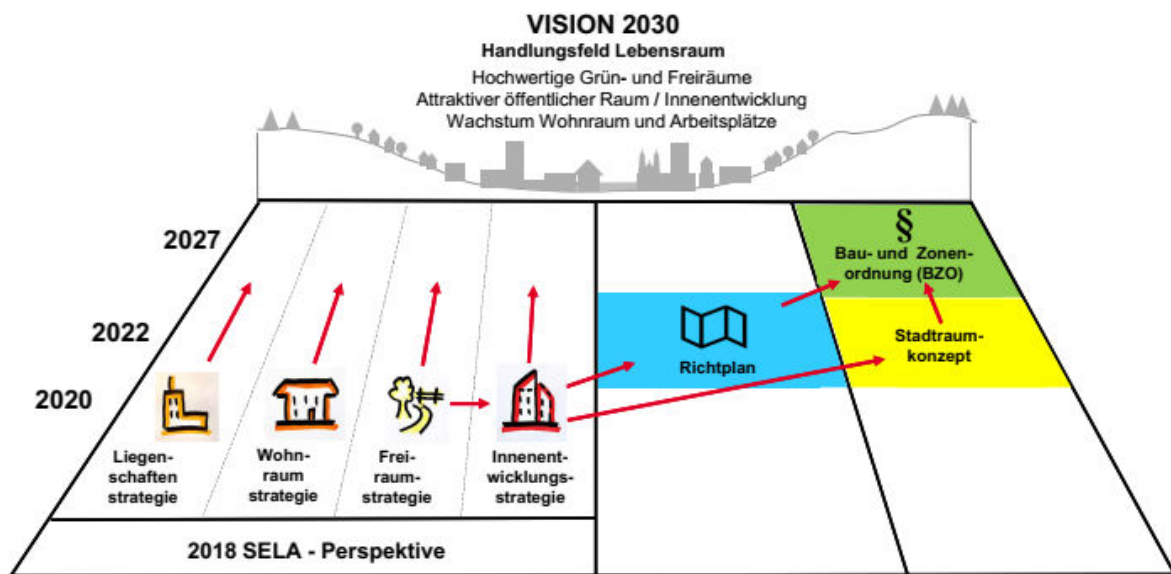 VISION 2030
Handlungsfeld Lebensraum
Hochwertige Grün- und Freiräume
Attraktiver öffentlicher Raum / Innenentwicklung
Wachstum Wohnraum und Arbeitsplätze
2027
§
Bau- und Zonen-
ordnung (BZO)
2022
Richtplan
Stadtraum-
konzept
2020
Liegen-
schaften
strategie
Wohn-
raum
strategie
Frei-
raum-
strategie
Innenent-
wicklungs-
strategie
2018 SELA - Perspektive